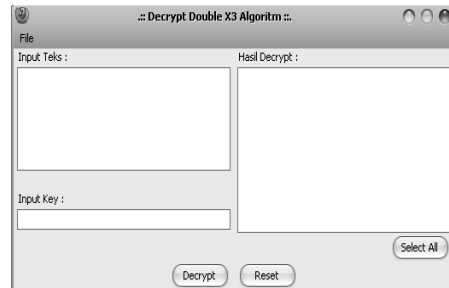 .:: Decrypt Double X3 Algoritm ::.
File
Input Teks :
Hasil Decrypt :
Input Key :
Select All
Decrypt
Reset